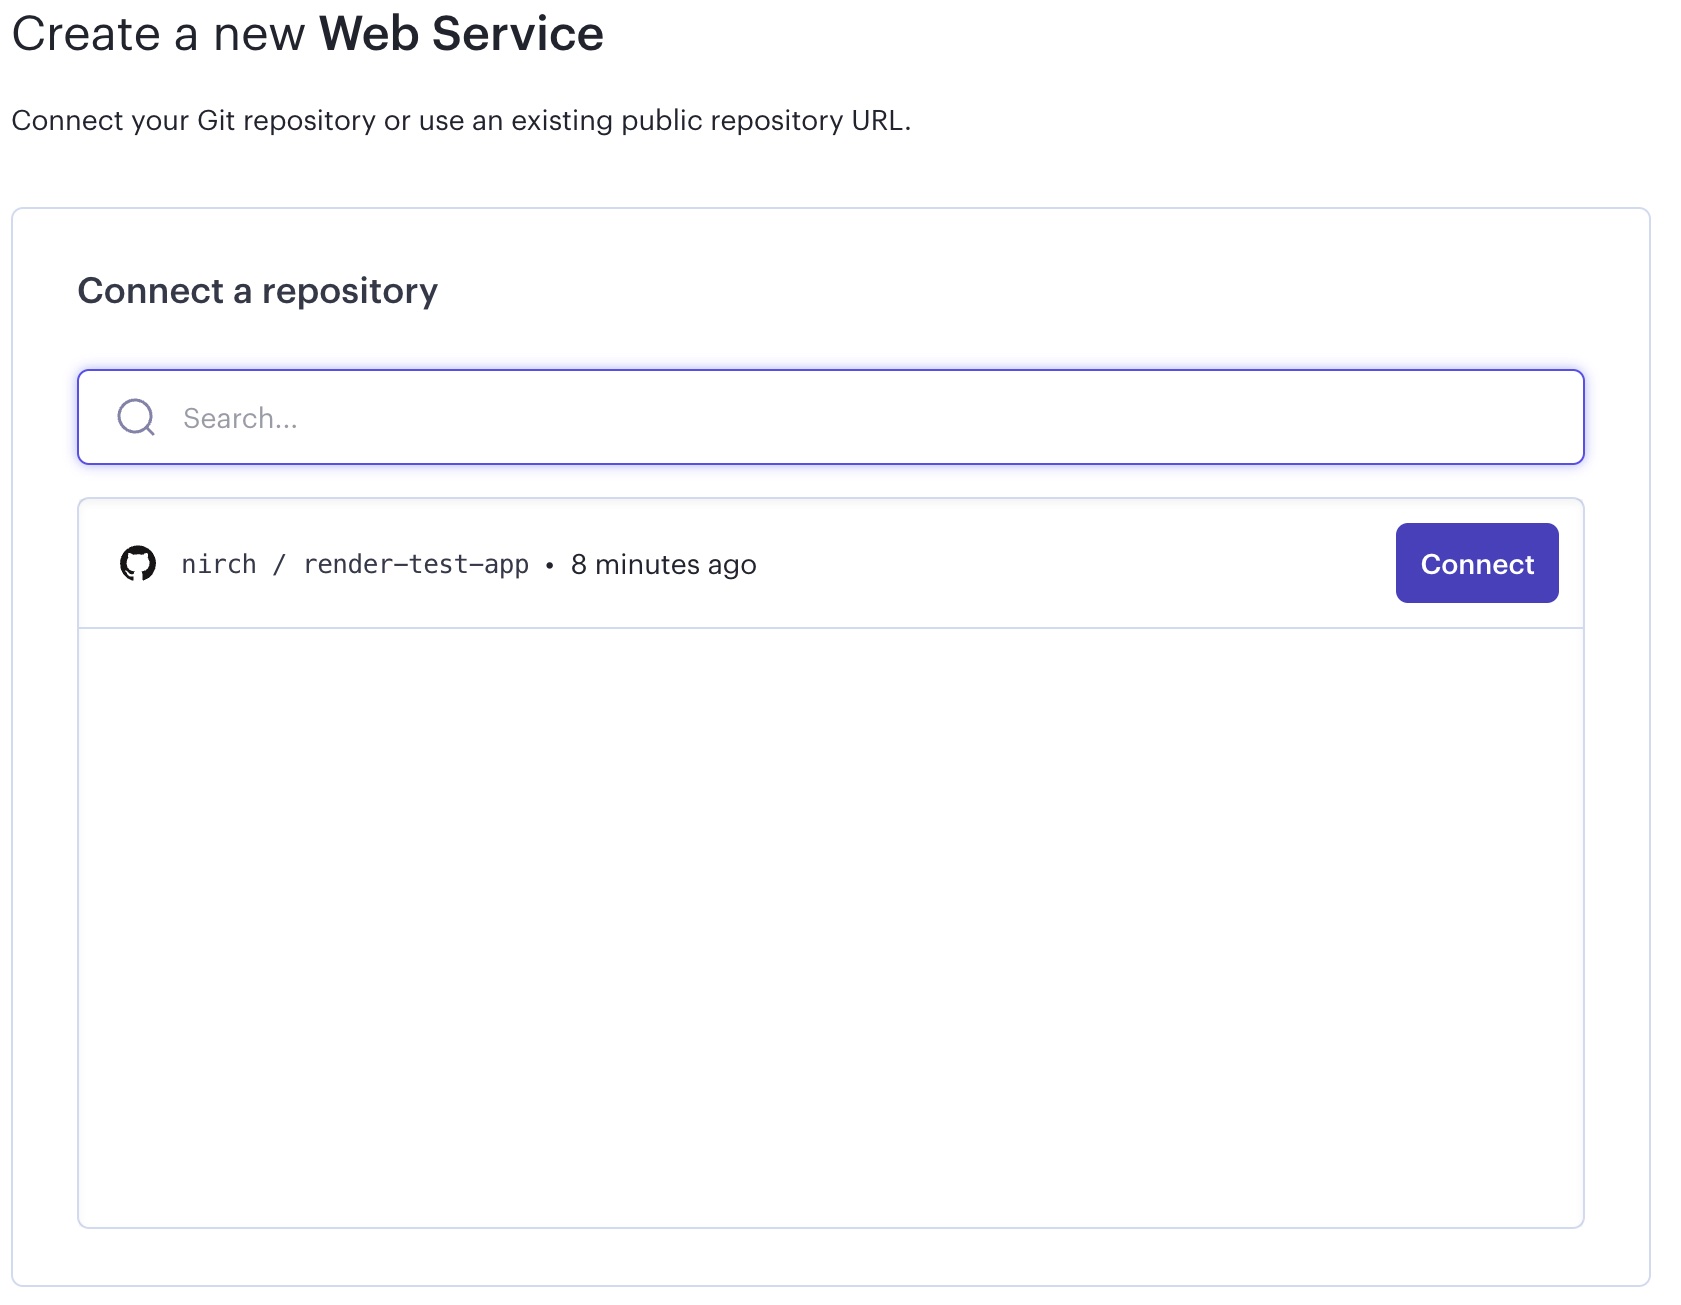 Create a new Web Service
Connect your Git repository or use an existing public repository URL.
Connect a repository
Search...
nirch / render-test-app • 8 minutes ago
Connect